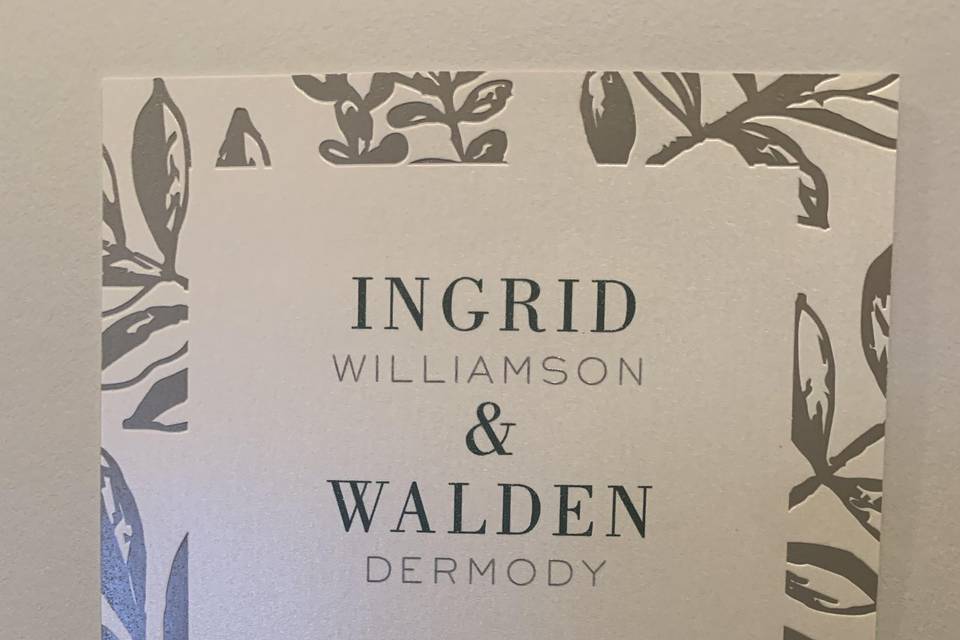 INGRID
WILLIAMSON
&
WALDEN
DERMODY